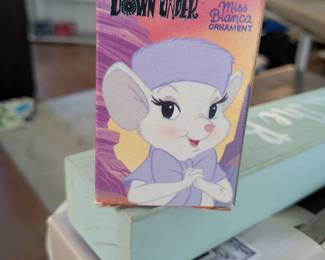 DOWN UNDER
Miss
Bianca
ORNAMENT